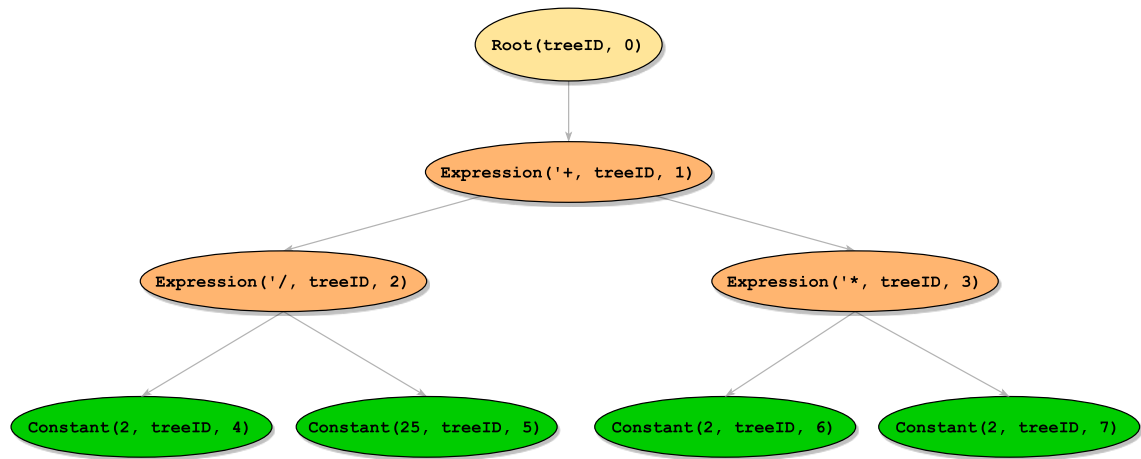 Root(treeID, 0)
Expression('+, treeID, 1)
Expression('/, treeID, 2)
Expression('*, treeID, 3)
Constant(2, treeID, 4)
Constant(25, treeID, 5)
Constant(2, treeID, 6)
Constant(2, treeID, 7)